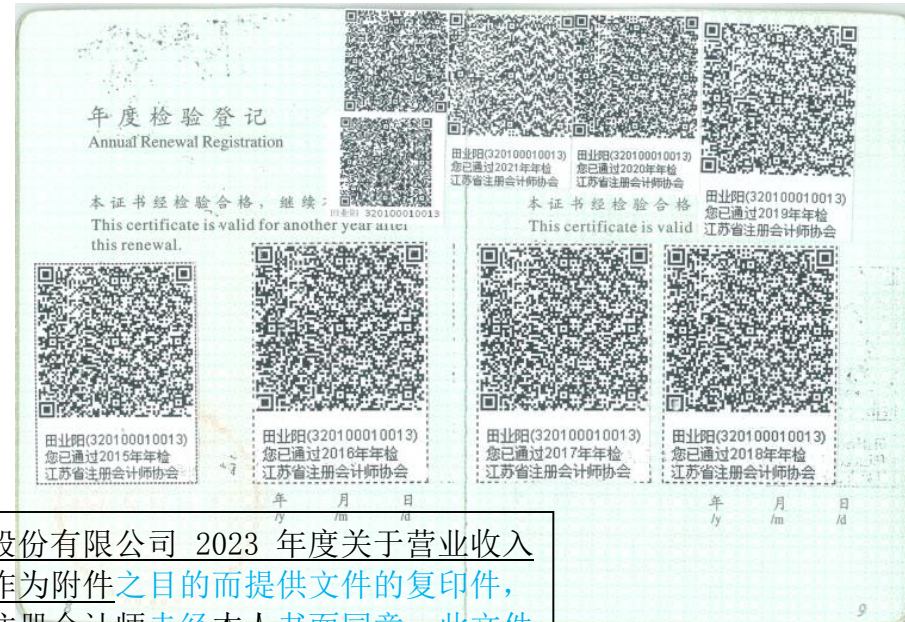 年度检验登记
Annual Renewal Registration
本证书经检验合格，继续
This certificate is valid for another year after
this renewal.
田业阳 320100010013
田业阳(320100010013)
您已通过2021年年检
江苏省注册会计师协会
田业阳(320100010013)
您已通过2020年年检
江苏省注册会计师协会
田业阳(320100010013)
您已通过2019年年检
江苏省注册会计师协会
本证书经检验合格
This certificate is valid
田业阳(320100010013)
您已通过2015年年检
江苏省注册会计师协会
田业阳(320100010013)
您已通过2016年年检
江苏省注册会计师协会
田业阳(320100010013)
您已通过2017年年检
江苏省注册会计师协会
田业阳(320100010013)
您已通过2018年年检
江苏省注册会计师协会
年 月 日
/y /m /d
年 月 日
/y /m /d
股份有限公司 2023 年度关于营业收入
作为附件之目的而提供文件的复印件，
注册会计师未经本人书面同意，此文件
9